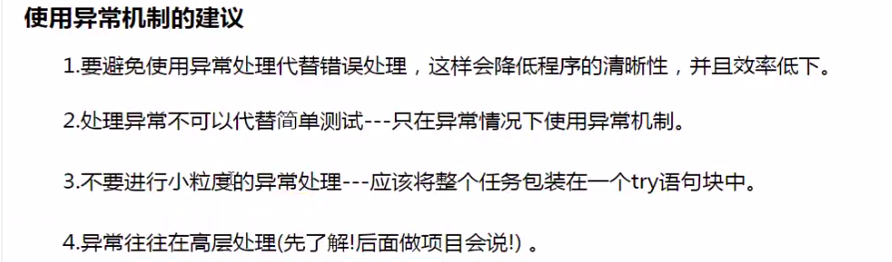 使用异常机制的建议
1.要避免使用异常处理代替错误处理，这样会降低程序的清晰性，并且效率低下。
2.处理异常不可以代替简单测试---只在异常情况下使用异常机制。
3.不要进行小粒度的异常处理---应该将整个任务包装在一个try语句块中。
4.异常往往在高层处理(先了解!后面做项目会说!) 。